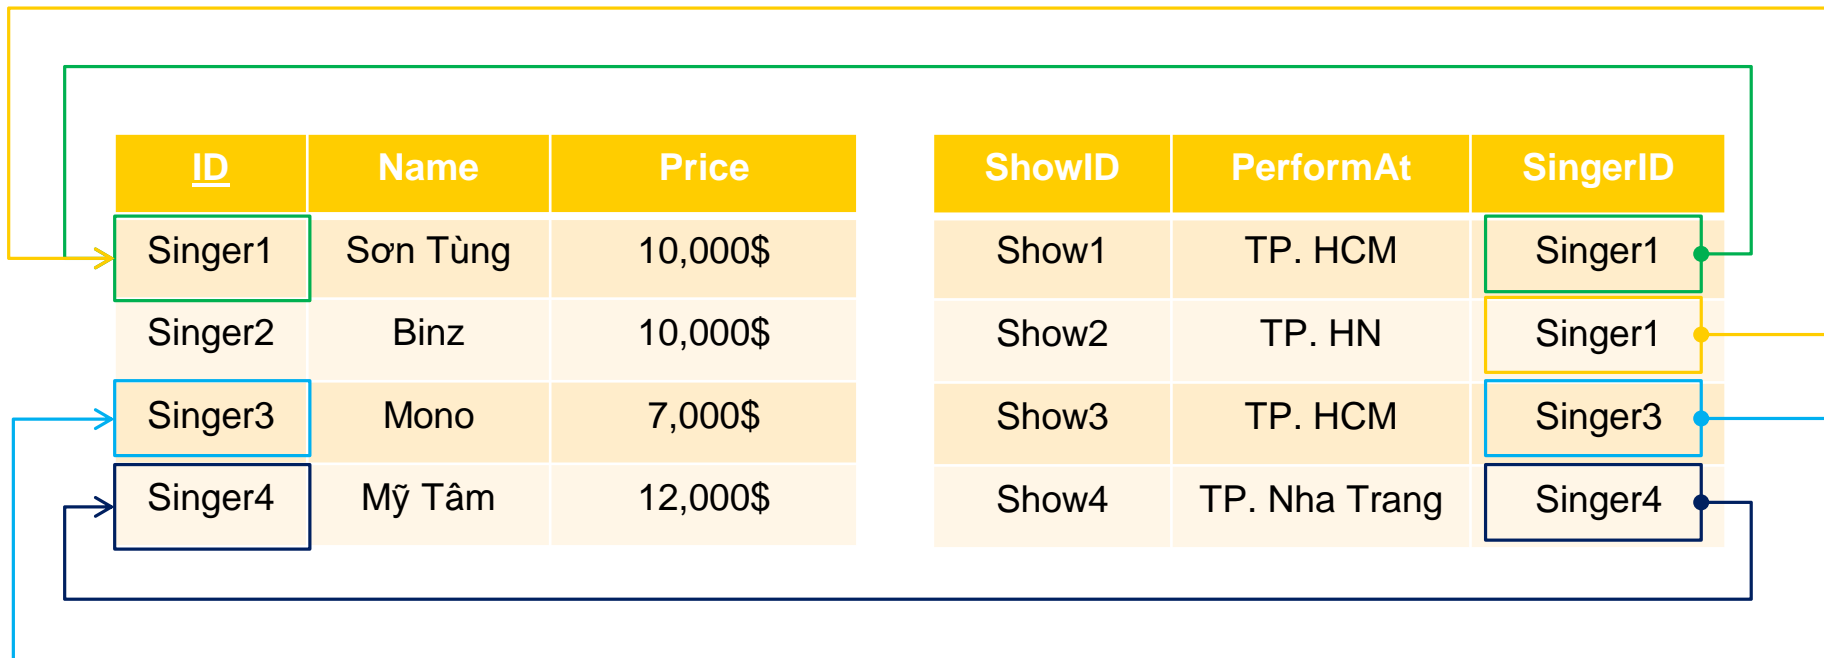 ID Name Price
Singer1 Sơn Tùng 10,000$
Singer2 Binz 10,000$
Singer3 Mono 7,000$
Singer4 Mỹ Tâm 12,000$
ShowID PerformAt SingerID
Show1 TP. HCM Singer1
Show2 TP. HN Singer1
Show3 TP. HCM Singer3
Show4 TP. Nha Trang Singer4